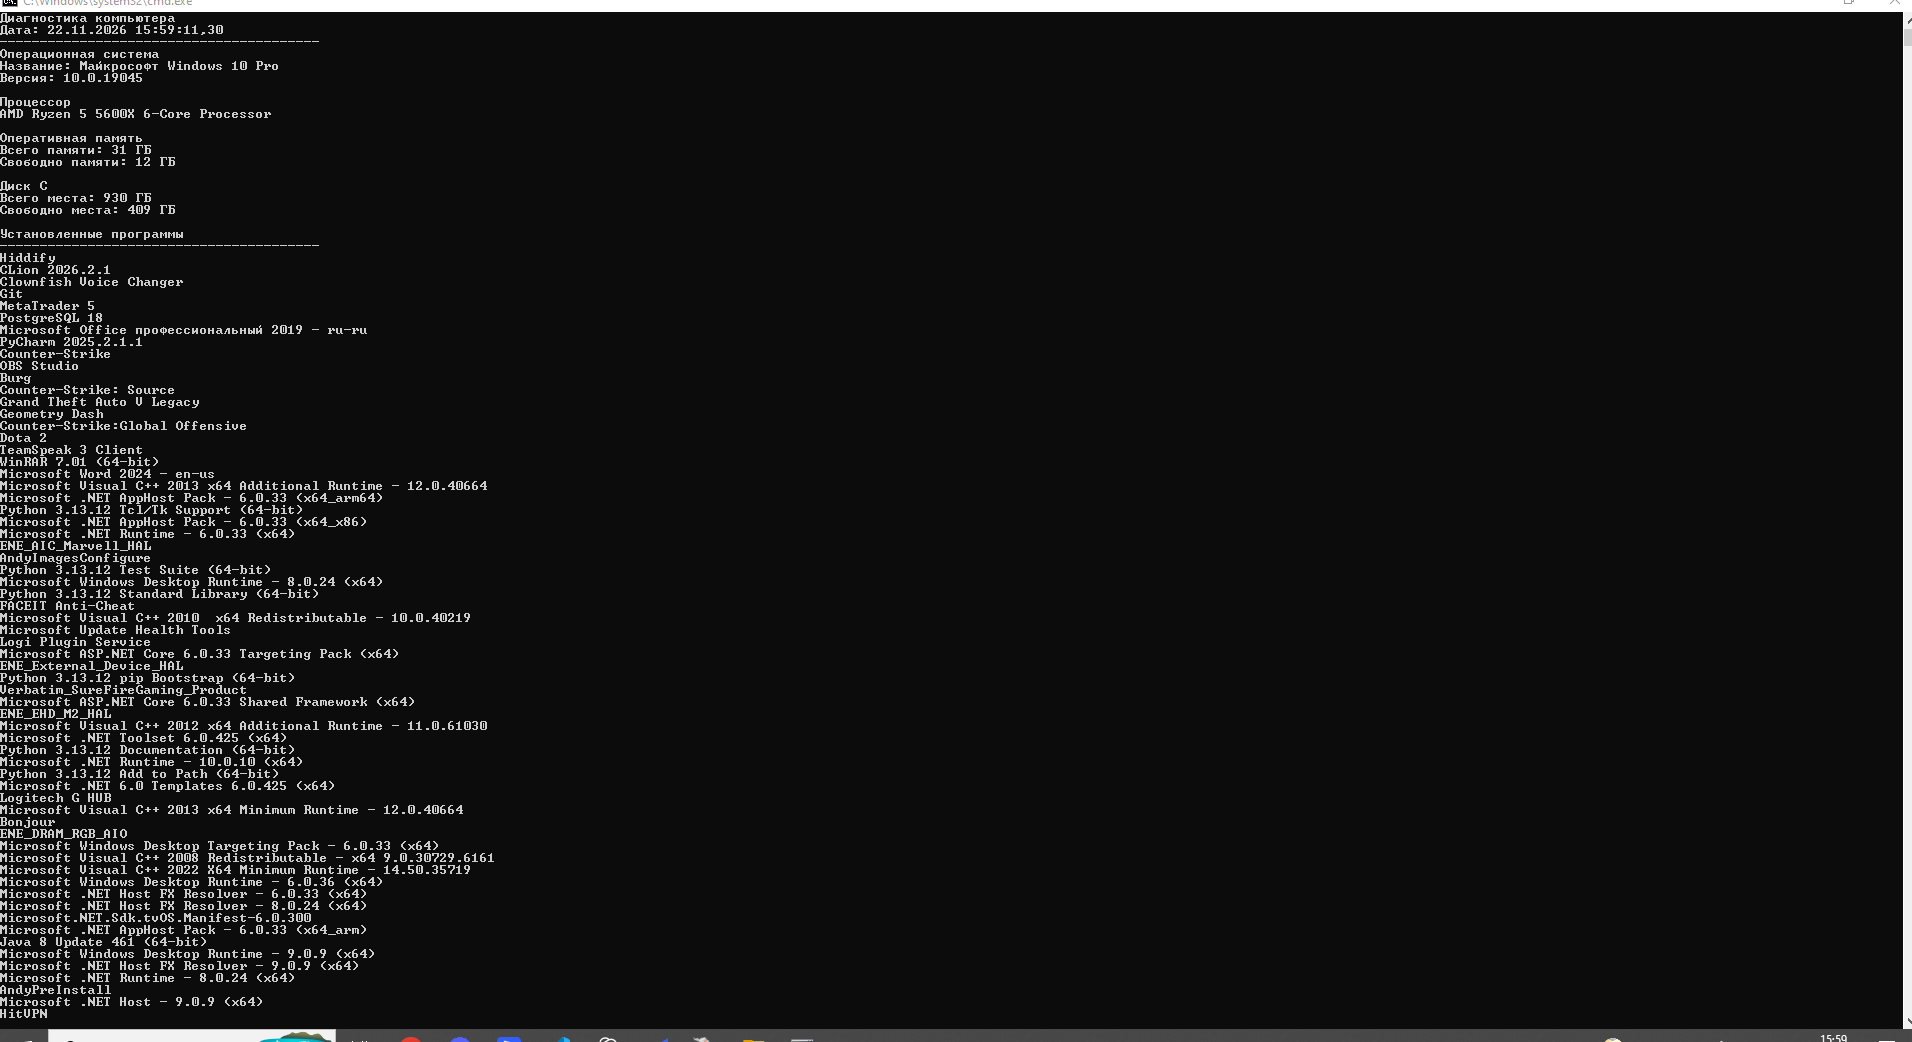 C:\Windows\system32\cmd.exe
Диагностика компьютера
Дата: 22.11.2026 15:59:11,30
----------------------------------------
Операционная система
Название: Майкрософт Windows 10 Pro
Версия: 10.0.19045
Процессор
AMD Ryzen 5 5600X 6-Core Processor
Оперативная память
Всего памяти: 31 ГБ
Свободно памяти: 12 ГБ
Диск C
Всего места: 930 ГБ
Свободно места: 409 ГБ
Установленные программы
----------------------------------------
Hiddify
CLion 2026.2.1
Clownfish Voice Changer
Git
MetaTrader 5
PostgreSQL 18
Microsoft Office профессиональный 2019 - ru-ru
PyCharm 2025.2.1.1
Counter-Strike
OBS Studio
Burg
Counter-Strike: Source
Grand Theft Auto V Legacy
Geometry Dash
Counter-Strike:Global Offensive
Dota 2
TeamSpeak 3 Client
WinRAR 7.01 (64-bit)
Microsoft Word 2024 - en-us
Microsoft Visual C++ 2013 x64 Additional Runtime - 12.0.40664
Microsoft .NET AppHost Pack - 6.0.33 (x64_arm64)
Python 3.13.12 Tcl/Tk Support (64-bit)
Microsoft .NET AppHost Pack - 6.0.33 (x64_x86)
Microsoft .NET Runtime - 6.0.33 (x64)
ENE_AIC_Marvell_HAL
AndyImagesConfigure
Python 3.13.12 Test Suite (64-bit)
Microsoft Windows Desktop Runtime - 8.0.24 (x64)
Python 3.13.12 Standard Library (64-bit)
FACEIT Anti-Cheat
Microsoft Visual C++ 2010  x64 Redistributable - 10.0.40219
Microsoft Update Health Tools
Logi Plugin Service
Microsoft ASP.NET Core 6.0.33 Targeting Pack (x64)
ENE_External_Device_HAL
Python 3.13.12 pip Bootstrap (64-bit)
Verbatim_SureFireGaming_Product
Microsoft ASP.NET Core 6.0.33 Shared Framework (x64)
ENE_EHD_M2_HAL
Microsoft Visual C++ 2012 x64 Additional Runtime - 11.0.61030
Microsoft .NET Toolset 6.0.425 (x64)
Python 3.13.12 Documentation (64-bit)
Microsoft .NET Runtime - 10.0.10 (x64)
Python 3.13.12 Add to Path (64-bit)
Microsoft .NET 6.0 Templates 6.0.425 (x64)
Logitech G HUB
Microsoft Visual C++ 2013 x64 Minimum Runtime - 12.0.40664
Bonjour
ENE_DRAM_RGB_AIO
Microsoft Windows Desktop Targeting Pack - 6.0.33 (x64)
Microsoft Visual C++ 2008 Redistributable - x64 9.0.30729.6161
Microsoft Visual C++ 2022 X64 Minimum Runtime - 14.50.35719
Microsoft Windows Desktop Runtime - 6.0.36 (x64)
Microsoft .NET Host FX Resolver - 6.0.33 (x64)
Microsoft .NET Host FX Resolver - 8.0.24 (x64)
Microsoft.NET.Sdk.tvOS.Manifest-6.0.300
Microsoft .NET AppHost Pack - 6.0.33 (x64_arm)
Java 8 Update 461 (64-bit)
Microsoft Windows Desktop Runtime - 9.0.9 (x64)
Microsoft .NET Host FX Resolver - 9.0.9 (x64)
Microsoft .NET Runtime - 8.0.24 (x64)
AndyPreInstall
Microsoft .NET Host - 9.0.9 (x64)
HitVPN
15:59